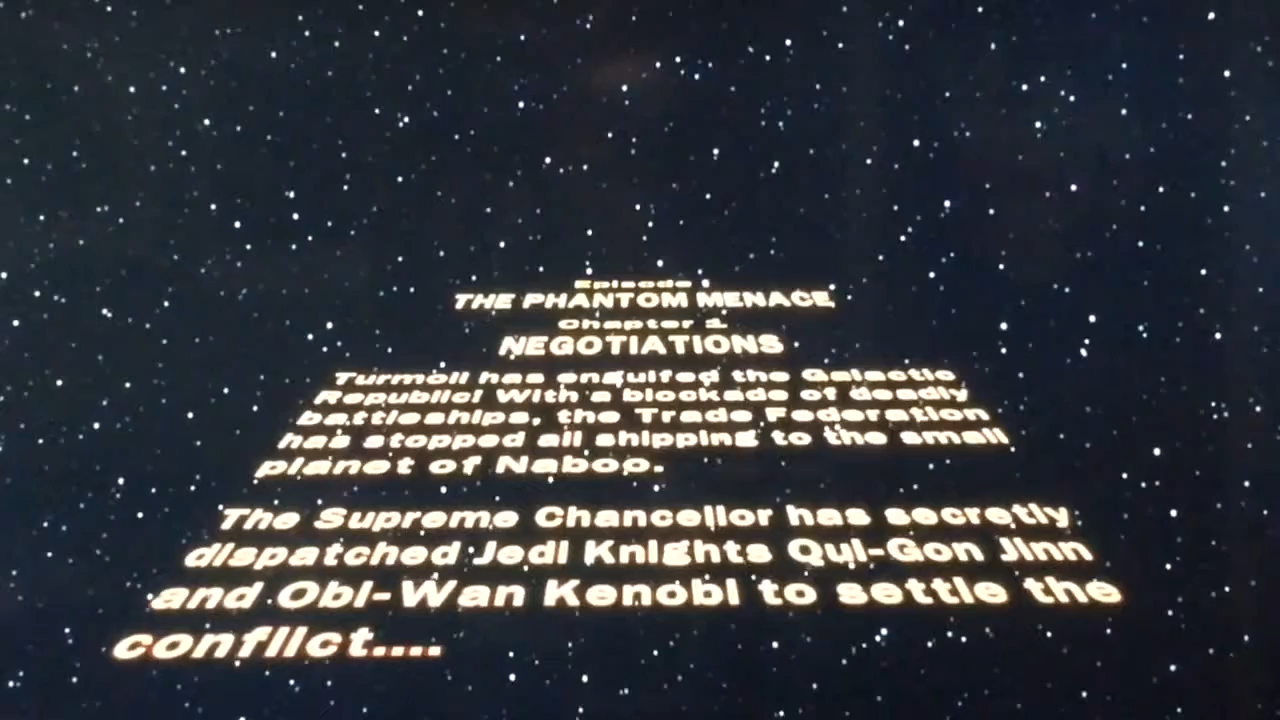 Episode I
THE PHANTOM MENACE
Chapter 1
NEGOTIATIONS
Turmoil has engulfed the Galactic
Republic! With a blockade of deadly
battleships, the Trade Federation
has stopped all shipping to the small
planet of Naboo.
The Supreme Chancellor has secretly
dispatched Jedi Knights Qui-Gon Jinn
and Obi-Wan Kenobi to settle the
conflict....